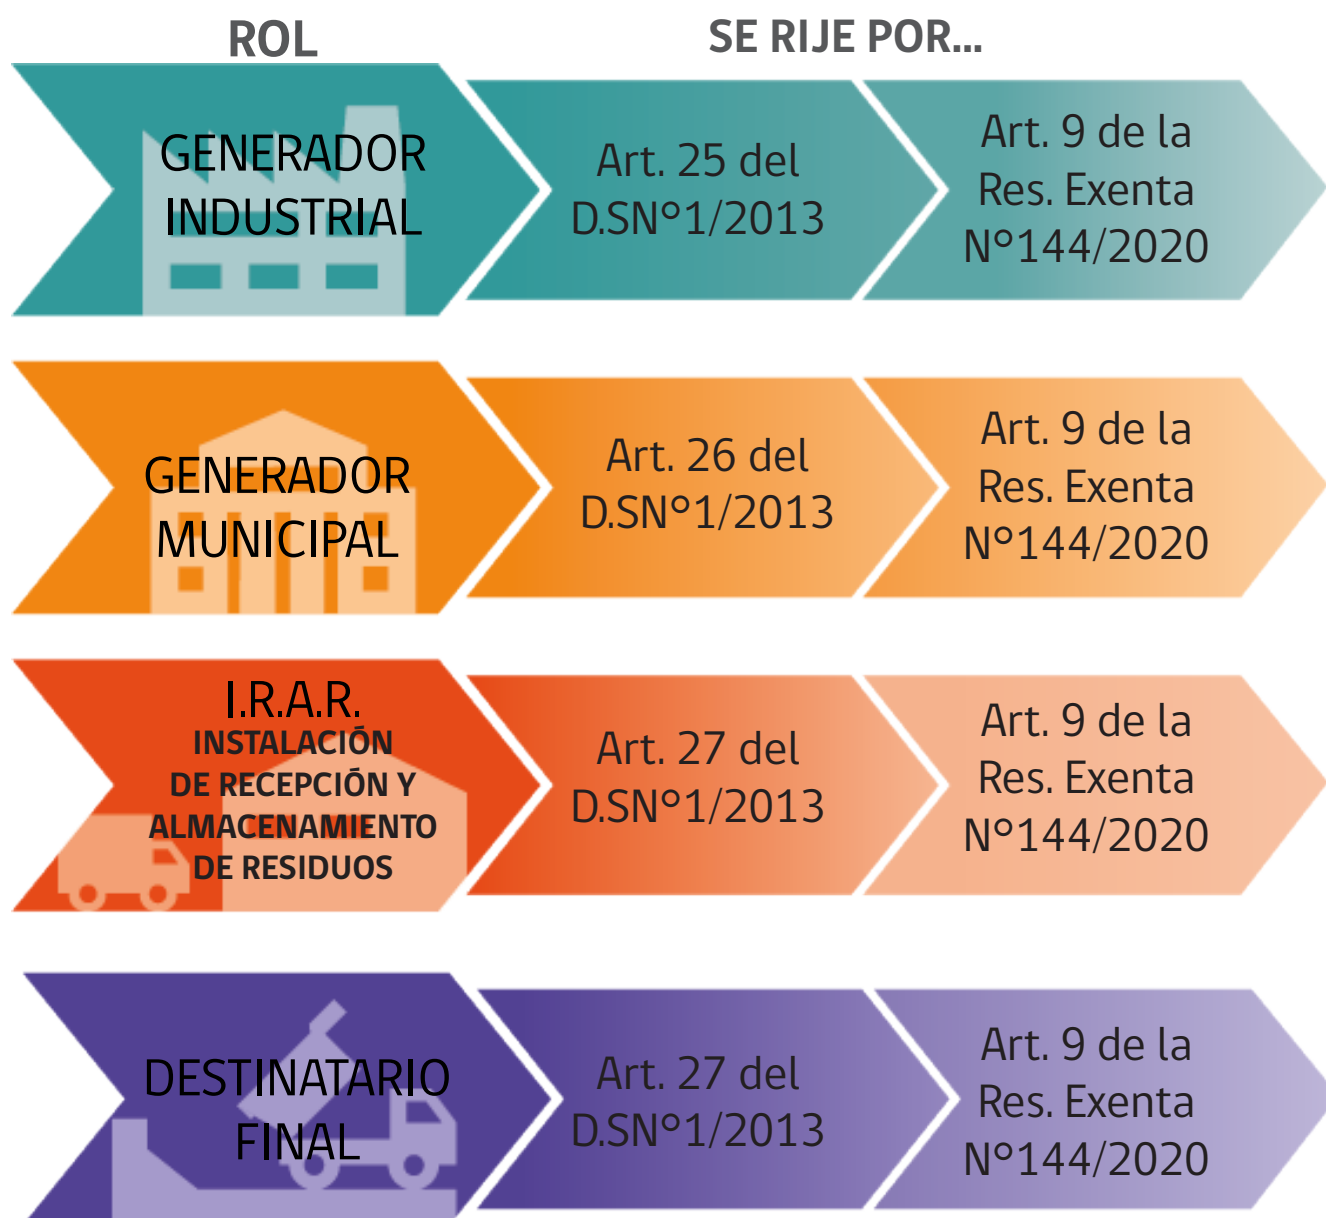 ROL
SE RIJE POR...
GENERADOR
INDUSTRIAL
Art. 25 del
D.SN°1/2013
Art. 9 de la
Res. Exenta
N°144/2020
GENERADOR
MUNICIPAL
Art. 26 del
D.SN°1/2013
Art. 9 de la
Res. Exenta
N°144/2020
I.R.A.R.
INSTALACIÓN
DE RECEPCIÓN Y
ALMACENAMIENTO
DE RESIDUOS
Art. 27 del
D.SN°1/2013
Art. 9 de la
Res. Exenta
N°144/2020
DESTINATARIO
FINAL
Art. 27 del
D.SN°1/2013
Art. 9 de la
Res. Exenta
N°144/2020